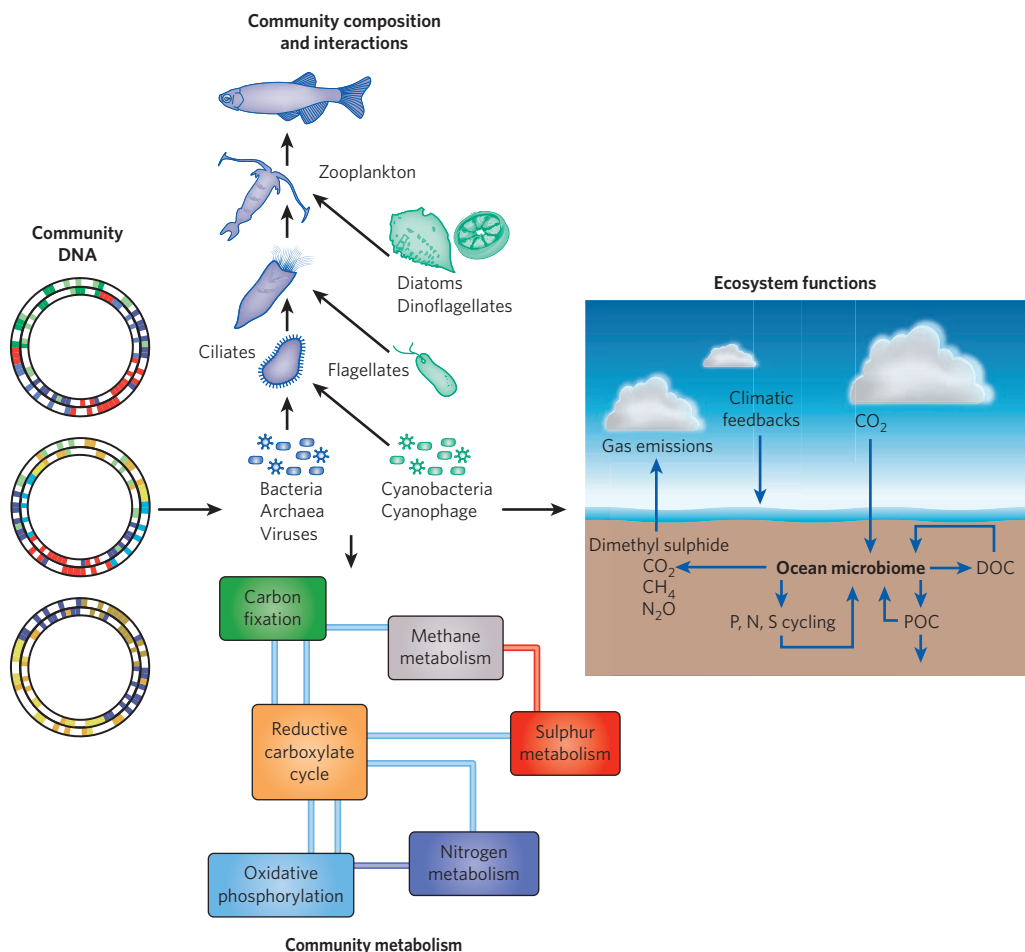 Community composition
and interactions
Zooplankton
Community
DNA
Diatoms
Dinoflagellates
Ciliates
Flagellates
Bacteria
Archaea
Viruses
Cyanobacteria
Cyanophage
Ecosystem functions
Climatic
feedbacks
CO₂
Gas emissions
Dimethyl sulphide
CO₂
CH₄
N₂O
Ocean microbiome
DOC
P, N, S cycling
POC
Carbon
fixation
Methane
metabolism
Reductive
carboxylate
cycle
Sulphur
metabolism
Oxidative
phosphorylation
Nitrogen
metabolism
Community metabolism